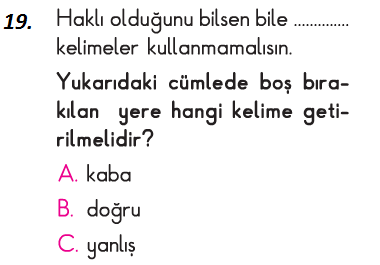 19. Haklı olduğunu bilsen bile ..............
kelimeler kullanmamalısın.
Yukarıdaki cümlede boş bıra-
kılan yere hangi kelime geti-
rilmelidir?
A. kaba
B. doğru
C. yanlış